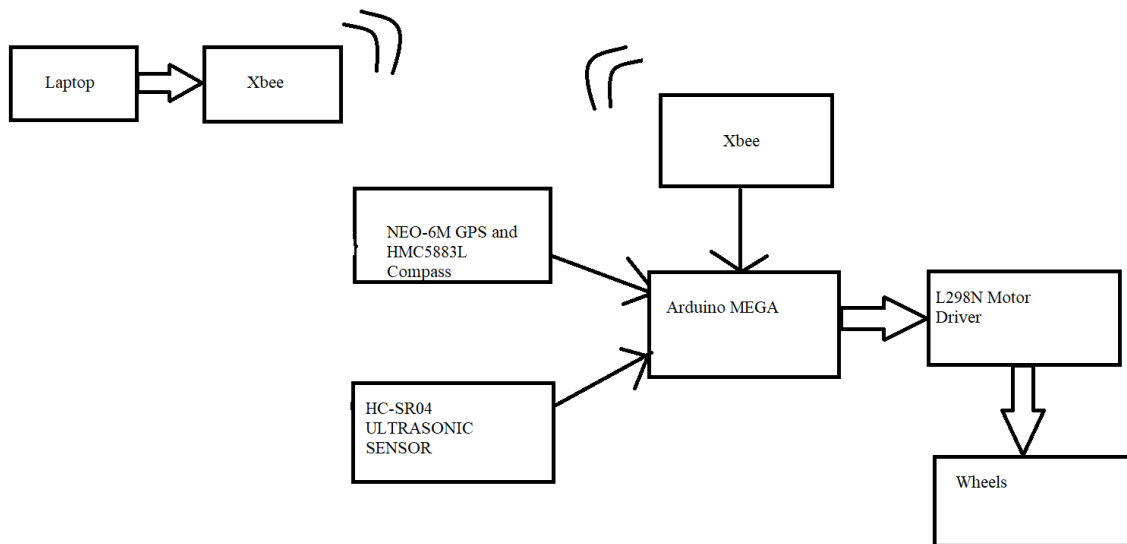 Laptop
Xbee
Xbee
NEO-6M GPS and
HMC5883L
Compass
Arduino MEGA
L298N Motor
Driver
HC-SR04
ULTRASONIC
SENSOR
Wheels